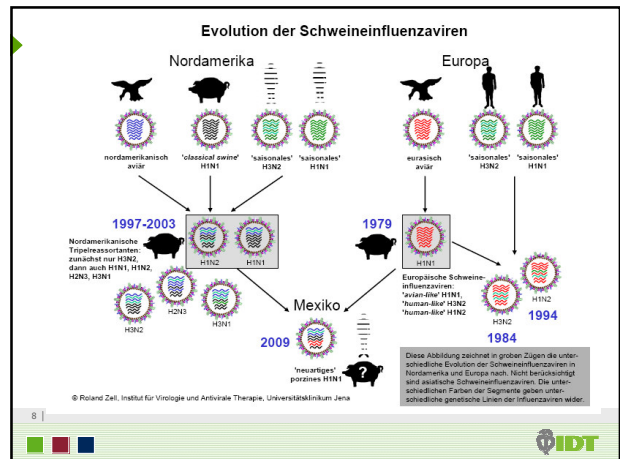 Evolution der Schweineinfluenzaviren
Nordamerika
Europa
nordamerikanisch
aviär
'classical swine'
H1N1
'saisonales'
H3N2
'saisonales'
H1N1
eurasisch
aviär
'saisonales'
H3N2
'saisonales'
H1N1
1997-2003
Nordamerikanische
Tripelreassortanten:
zunächst nur H3N2,
dann auch H1N1, H1N2,
H2N3, H3N1
H1N2
H1N1
H3N2
H2N3
H3N1
1979
H1N1
Europäische Schweine-
influenzaviren:
'avian-like' H1N1,
'human-like' H3N2
'human-like' H1N2
H3N2
1984
H1N2
1994
Mexiko
2009
'neuartiges'
porzines H1N1
?
Diese Abbildung zeichnet in groben Zügen die unter-
schiedliche Evolution der Schweineinfluenzaviren in
Nordamerika und Europa nach. Nicht berücksichtigt
sind asiatische Schweineinfluenzaviren. Die unter-
schiedlichen Farben der Segmente geben unter-
schiedliche genetische Linien der Influenzaviren wider.
® Roland Zell, Institut für Virologie und Antivirale Therapie, Universitätsklinikum Jena
8 |
IDT